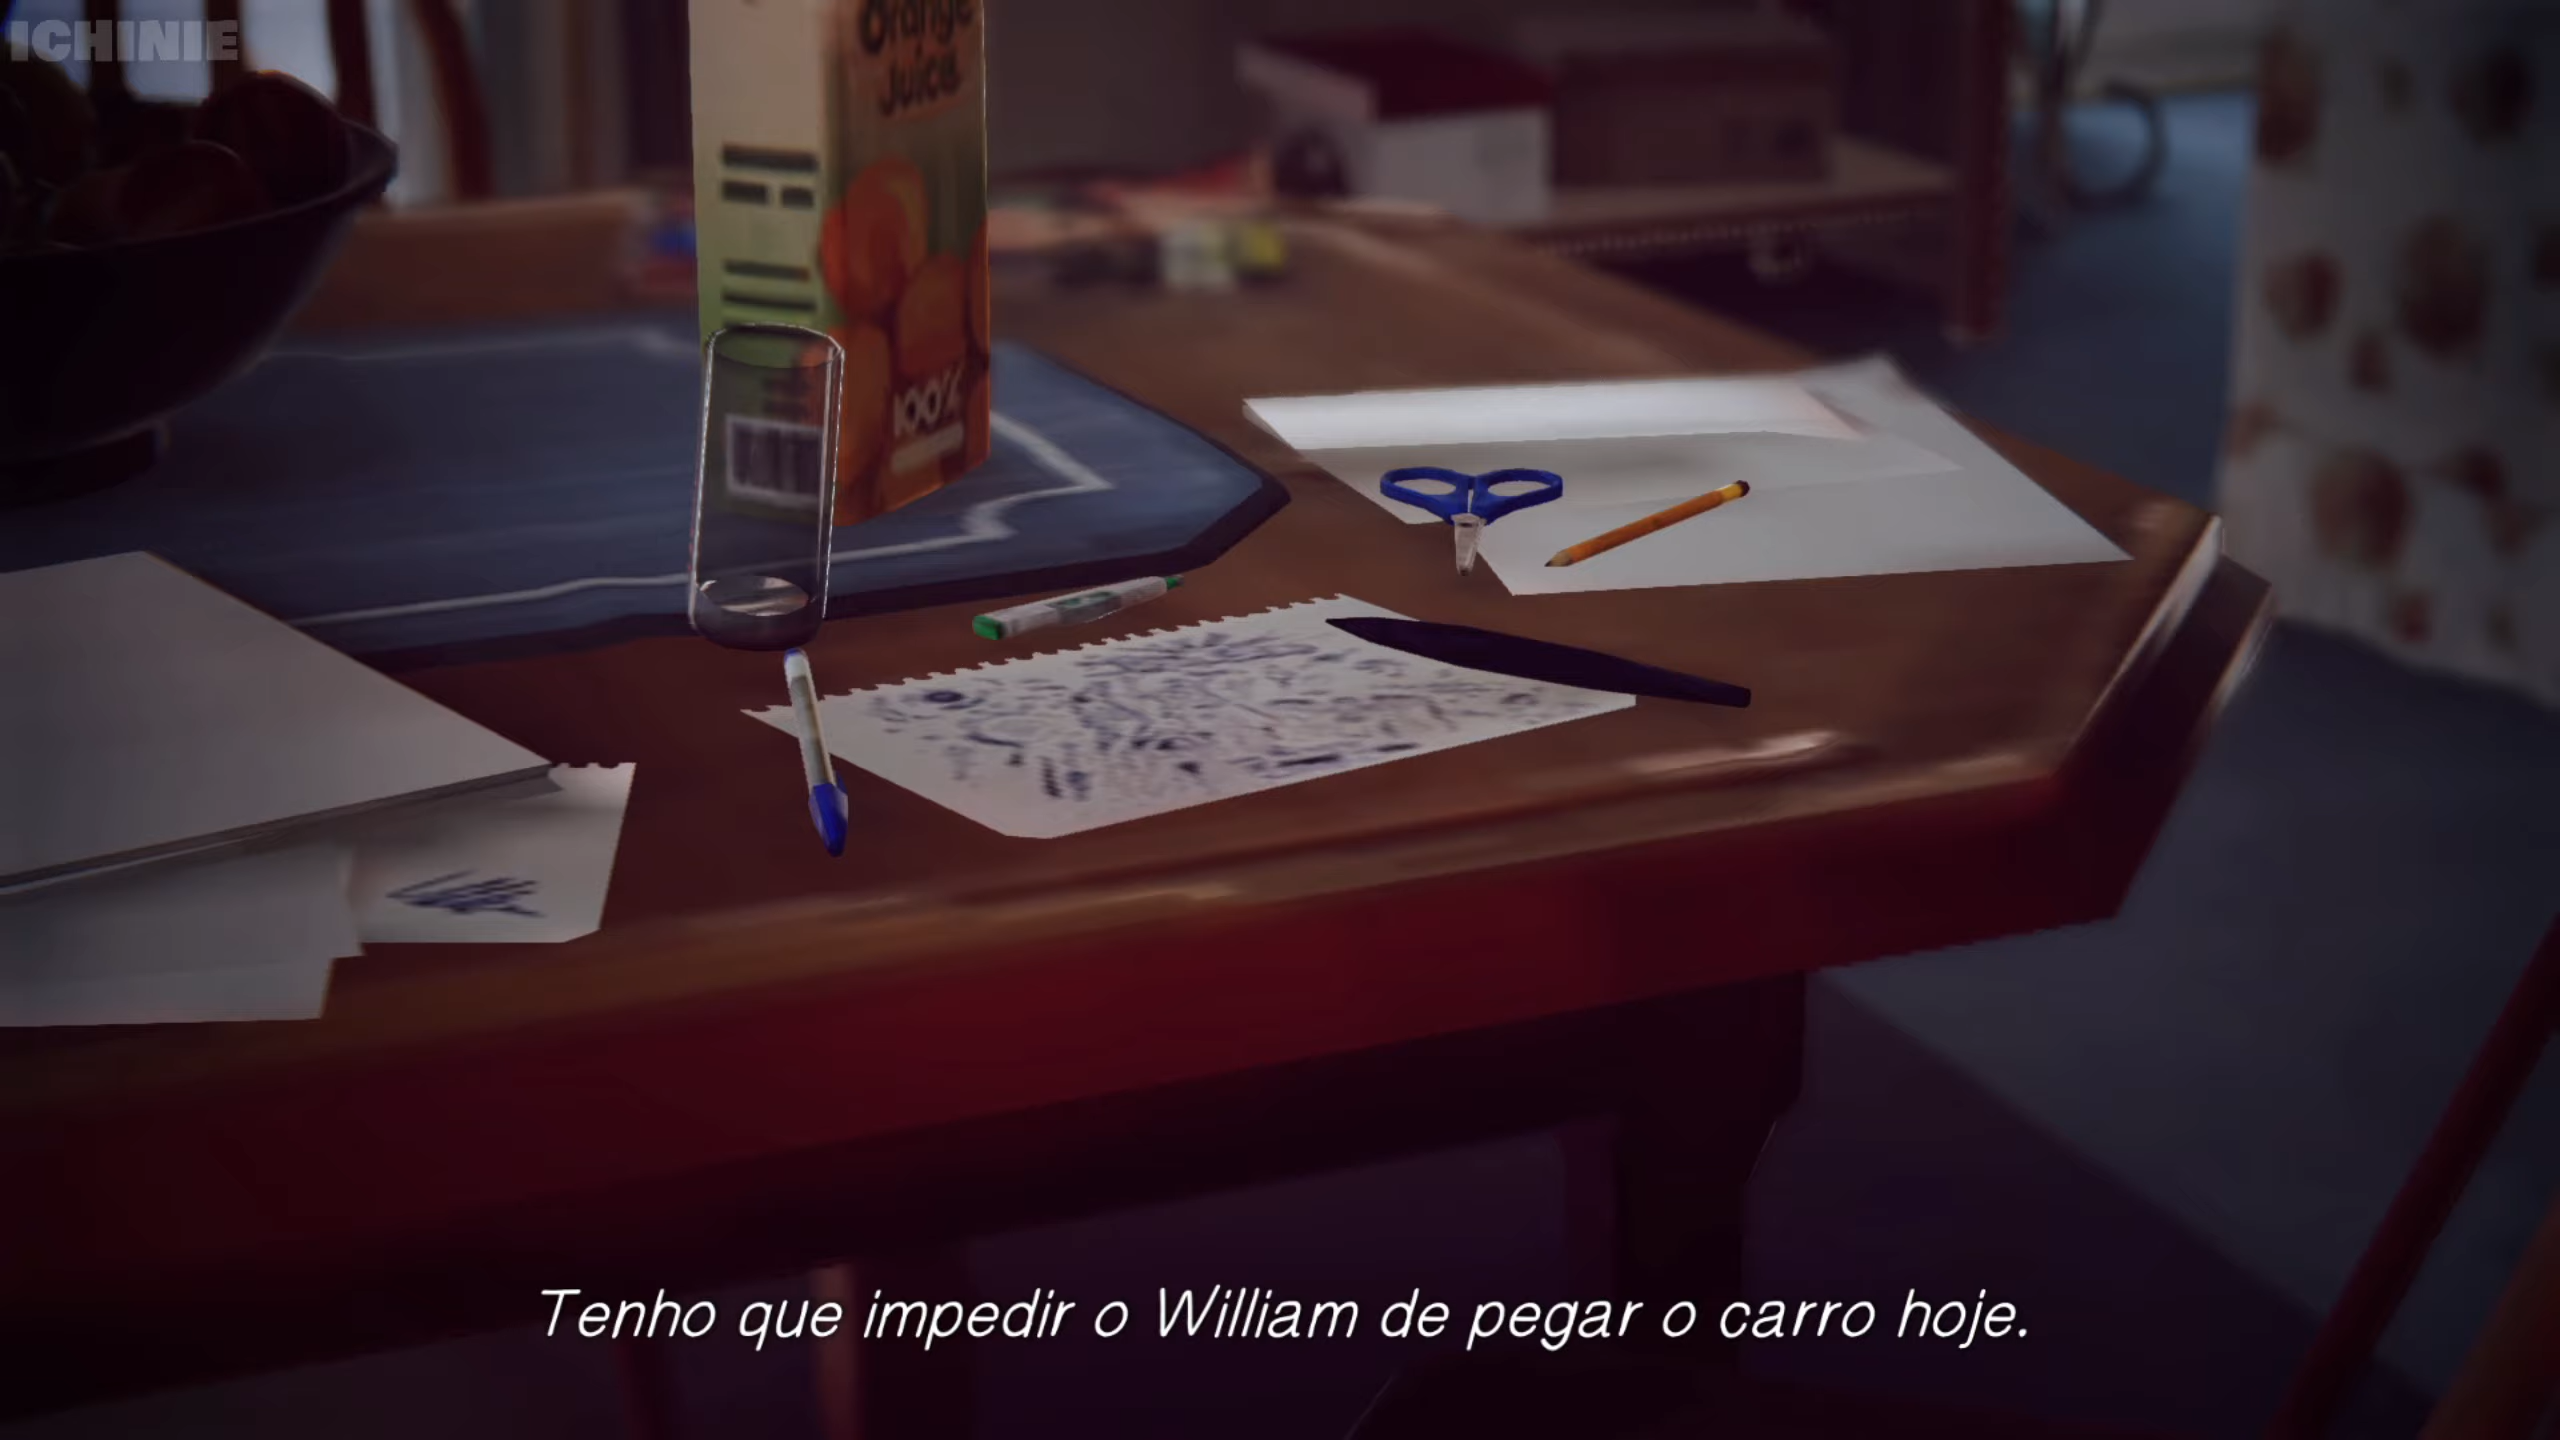 ICHINIE
Orange
Juice
100%
Tenho que impedir o William de pegar o carro hoje.